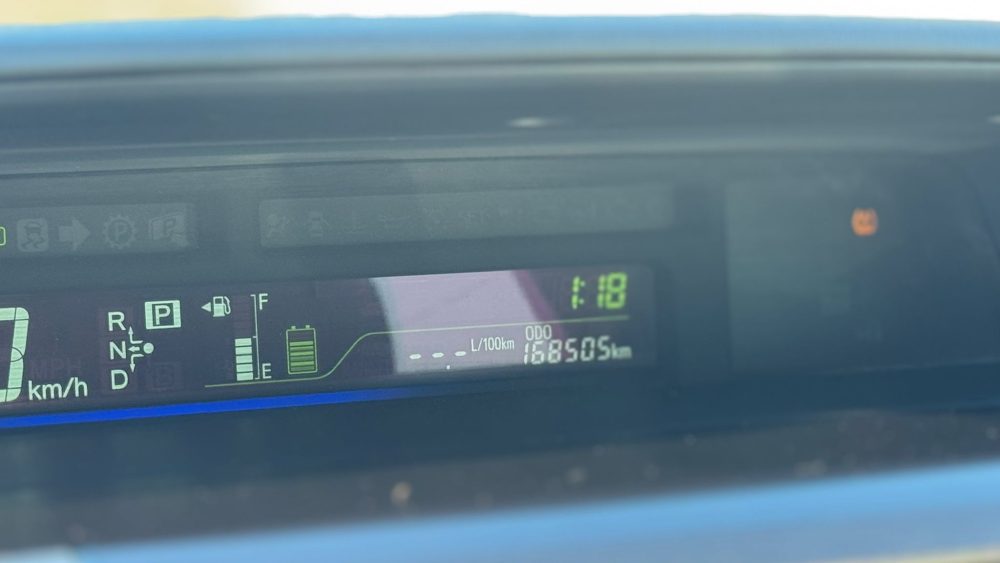 F
1:18
R P
N
L/100km
ODO
D
E
km/h
--- 168505km